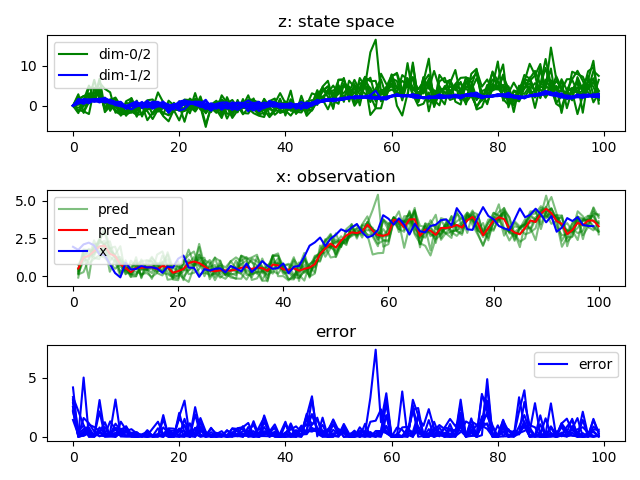 z: state space
dim-0/2
dim-1/2
10
0
0 20 40 60 80 100
x: observation
pred
pred_mean
x
5.0
2.5
0.0
0 20 40 60 80 100
error
error
5
0
0 20 40 60 80 100